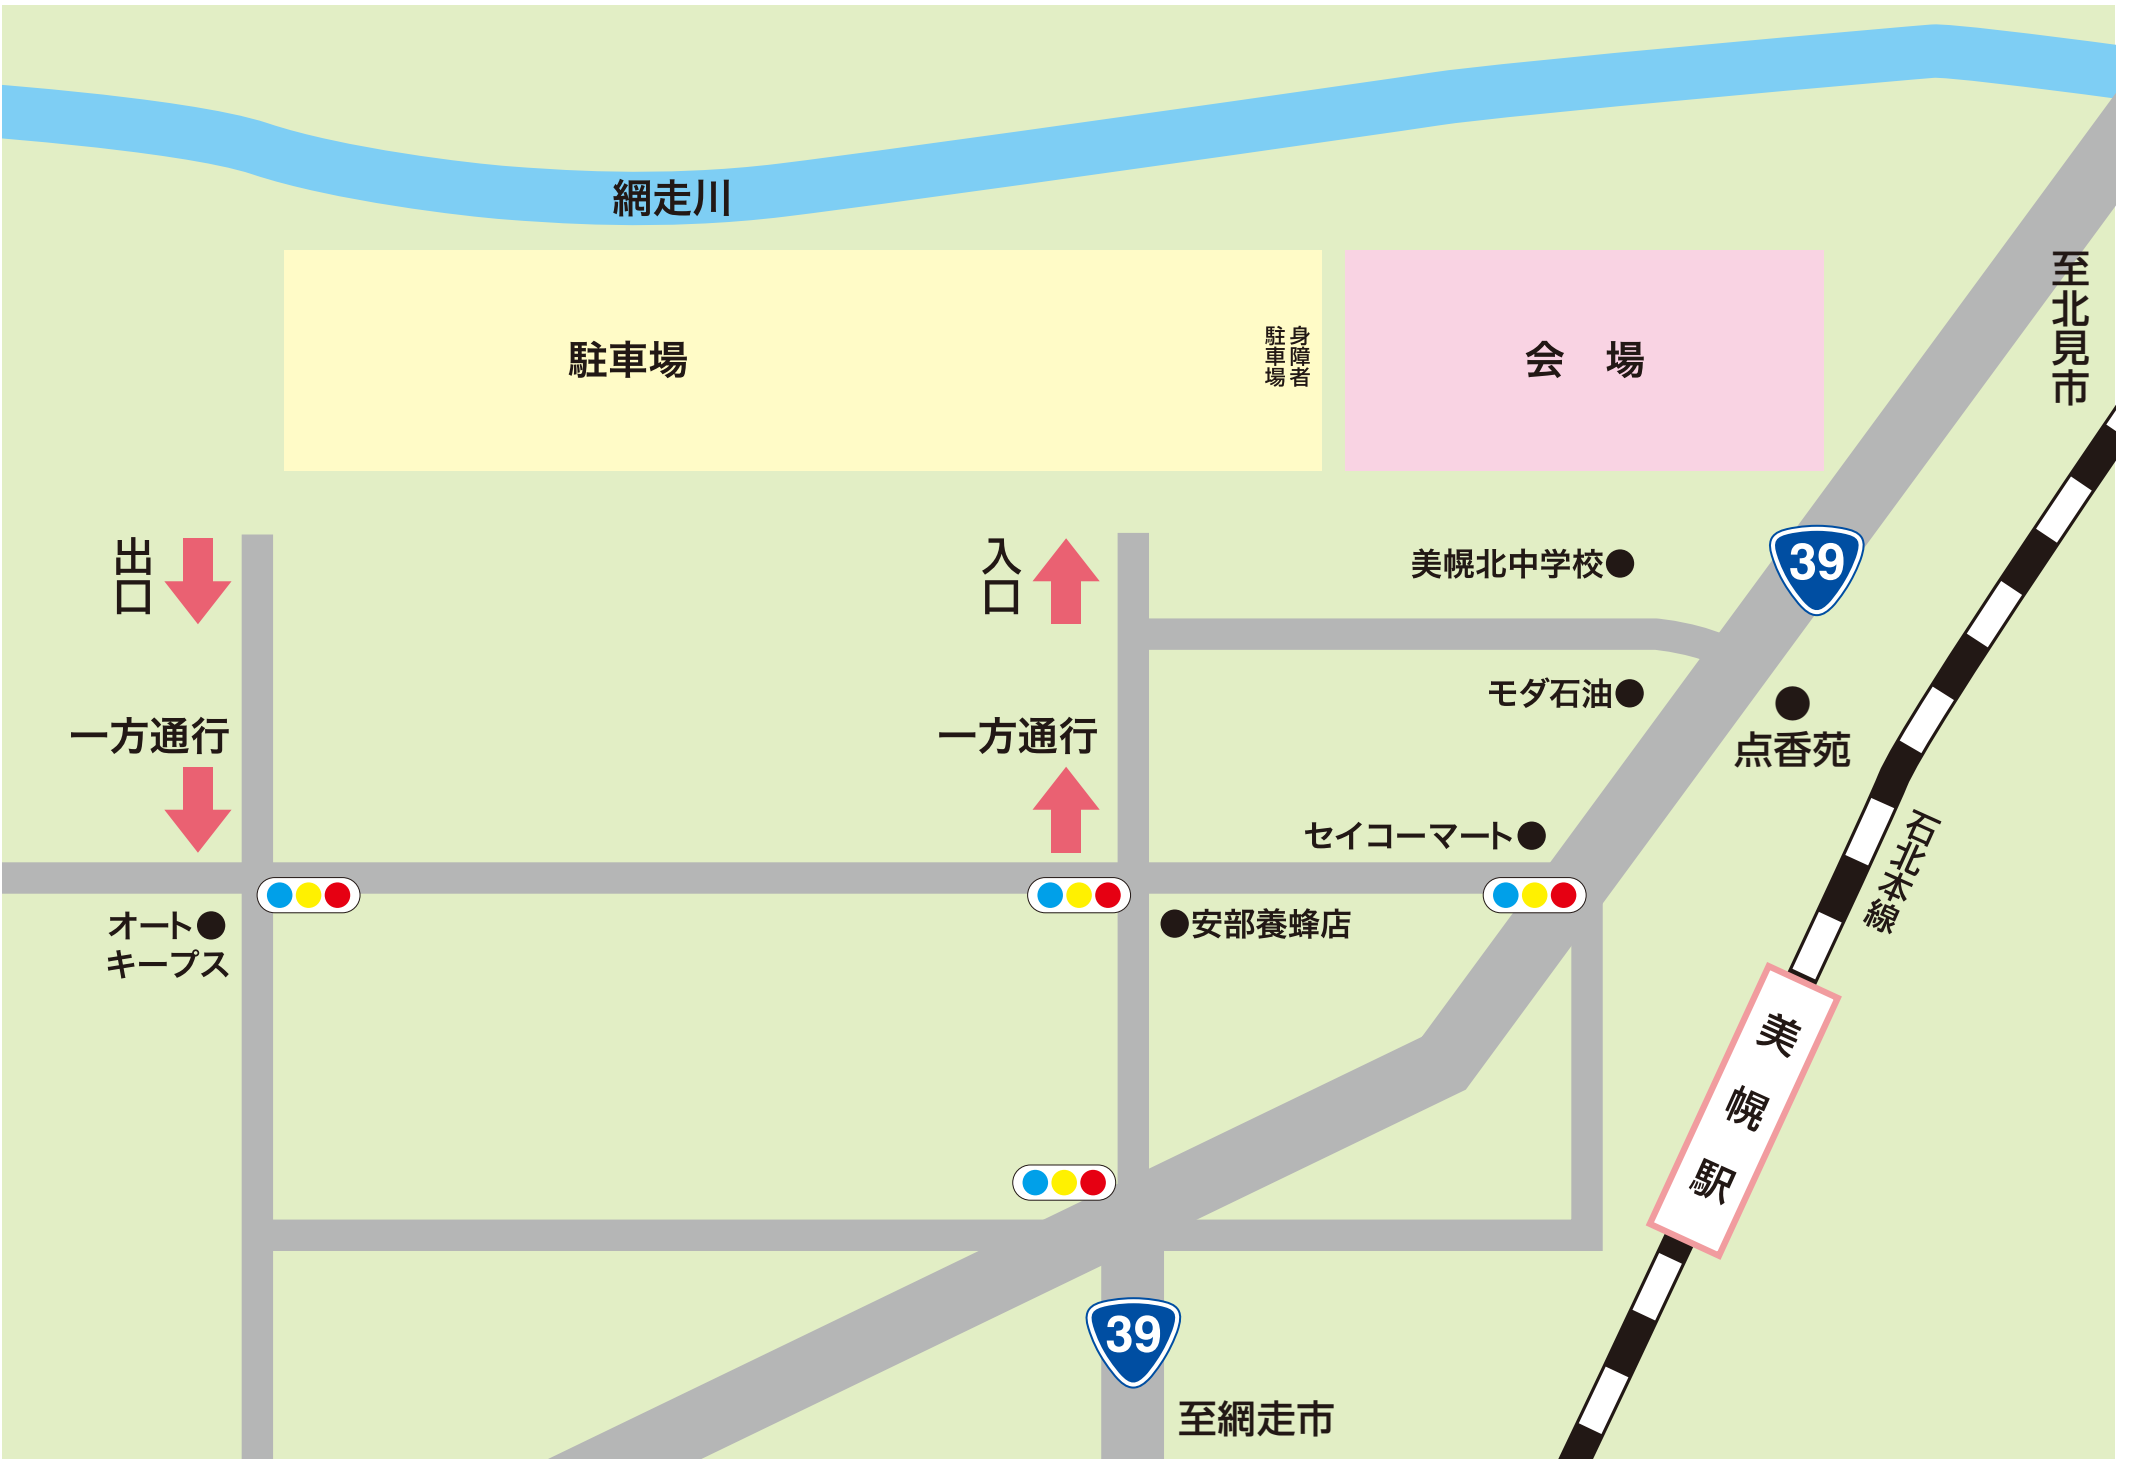 網走川
至北見市
駐車場
身障者
駐車場
会　場
出口
入口
美幌北中学校
39
モダ石油
一方通行
一方通行
点香苑
セイコーマート
石北本線
オート
キープス
安部養蜂店
美幌駅
39
至網走市